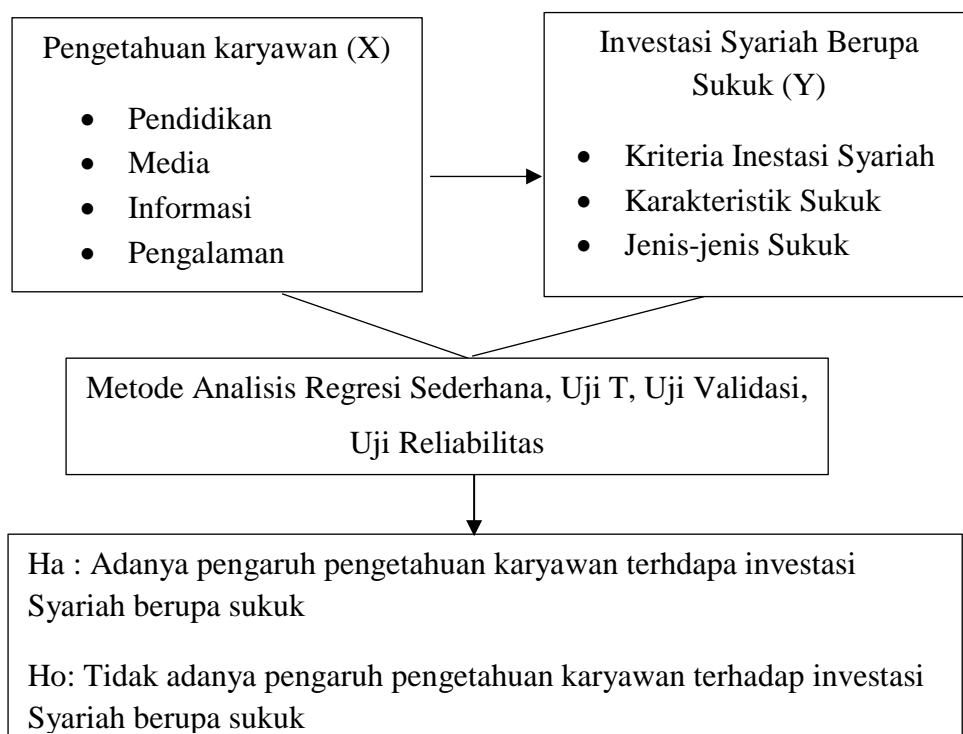 Pengetahuan karyawan (X)
• Pendidikan
• Media
• Informasi
• Pengalaman
Investasi Syariah Berupa
Sukuk (Y)
• Kriteria Inestasi Syariah
• Karakteristik Sukuk
• Jenis-jenis Sukuk
Metode Analisis Regresi Sederhana, Uji T, Uji Validasi,
Uji Reliabilitas
Ha : Adanya pengaruh pengetahuan karyawan terhdapa investasi
Syariah berupa sukuk
Ho: Tidak adanya pengaruh pengetahuan karyawan terhadap investasi
Syariah berupa sukuk